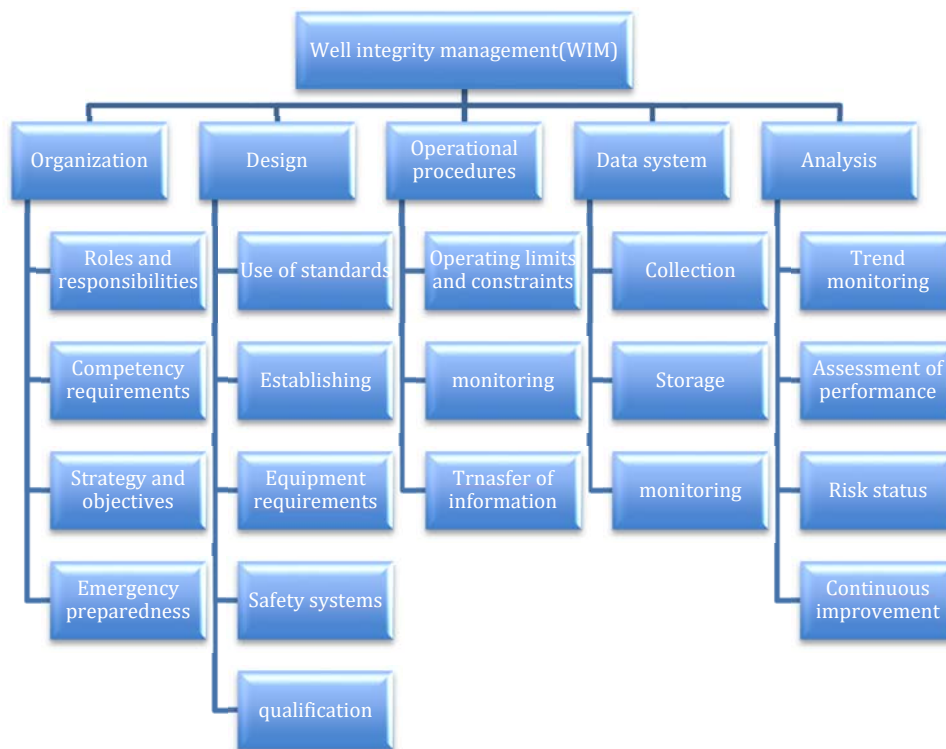 Well integrity management(WIM)
Organization
Design
Operational
procedures
Data system
Analysis
Roles and
responsibilities
Use of standards
Operating limits
and constraints
Collection
Trend
monitoring
Competency
requirements
Establishing
monitoring
Storage
Assessment of
performance
Strategy and
objectives
Equipment
requirements
Trnasfer of
information
monitoring
Risk status
Emergency
preparedness
Safety systems
Continuous
improvement
qualification